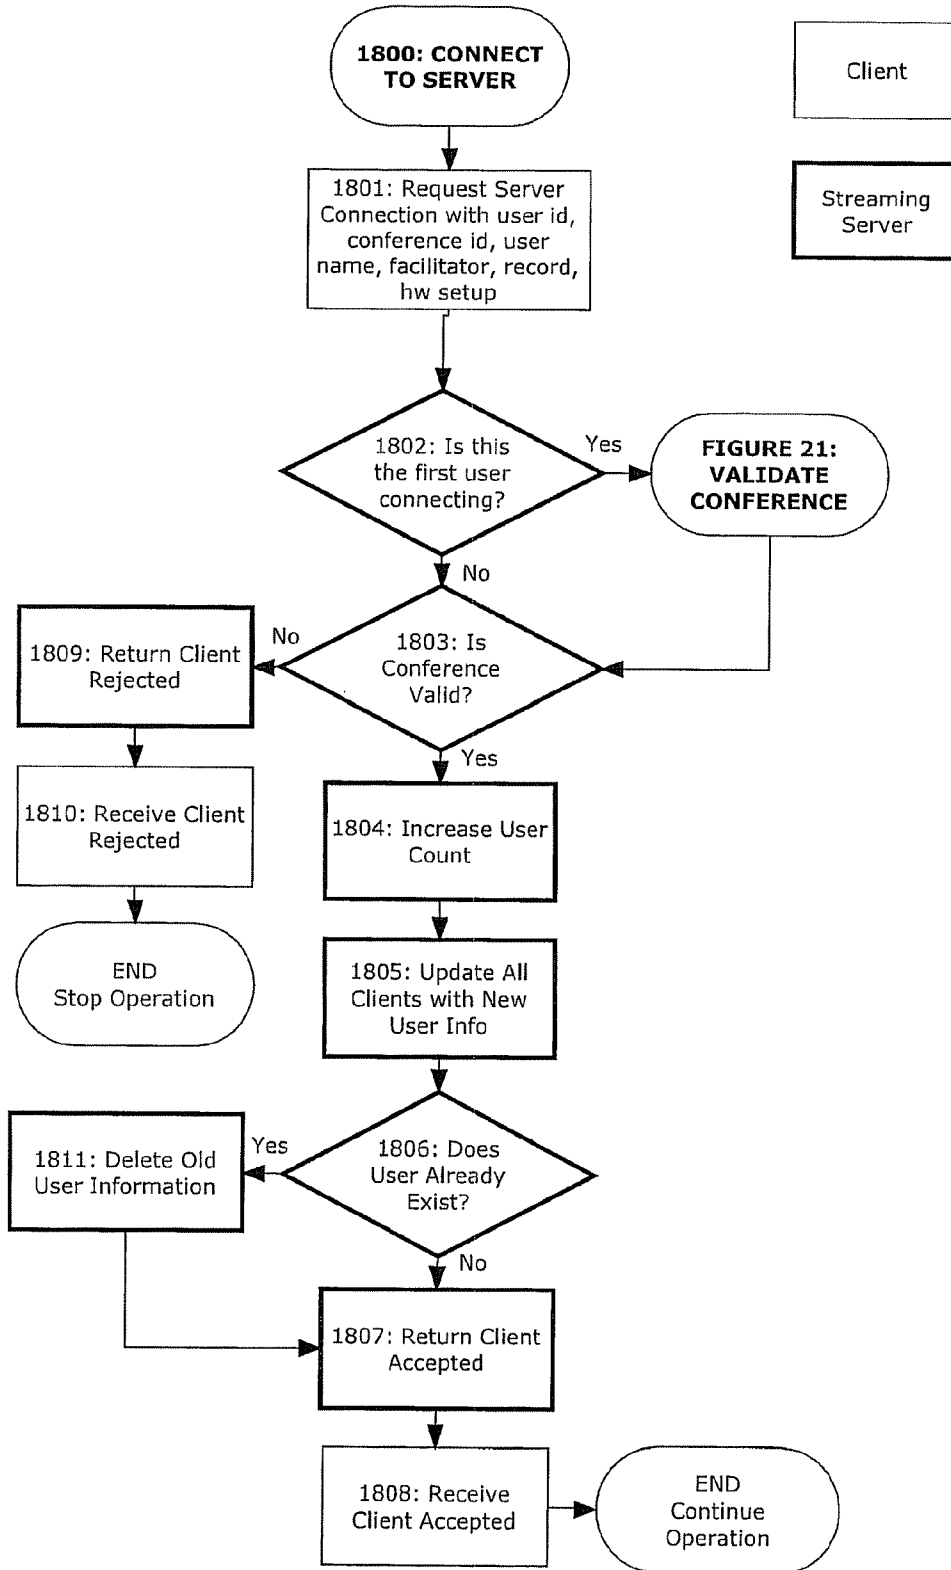 1800: CONNECT
TO SERVER
Client
1801: Request Server
Connection with user id,
conference id, user
name, facilitator, record,
hw setup
Streaming
Server
1802: Is this
the first user
connecting?
Yes
FIGURE 21:
VALIDATE
CONFERENCE
No
1803: Is
Conference
Valid?
No
1809: Return Client
Rejected
Yes
1810: Receive Client
Rejected
1804: Increase User
Count
END
Stop Operation
1805: Update All
Clients with New
User Info
1806: Does
User Already
Exist?
Yes
1811: Delete Old
User Information
No
1807: Return Client
Accepted
1808: Receive
Client Accepted
END
Continue
Operation